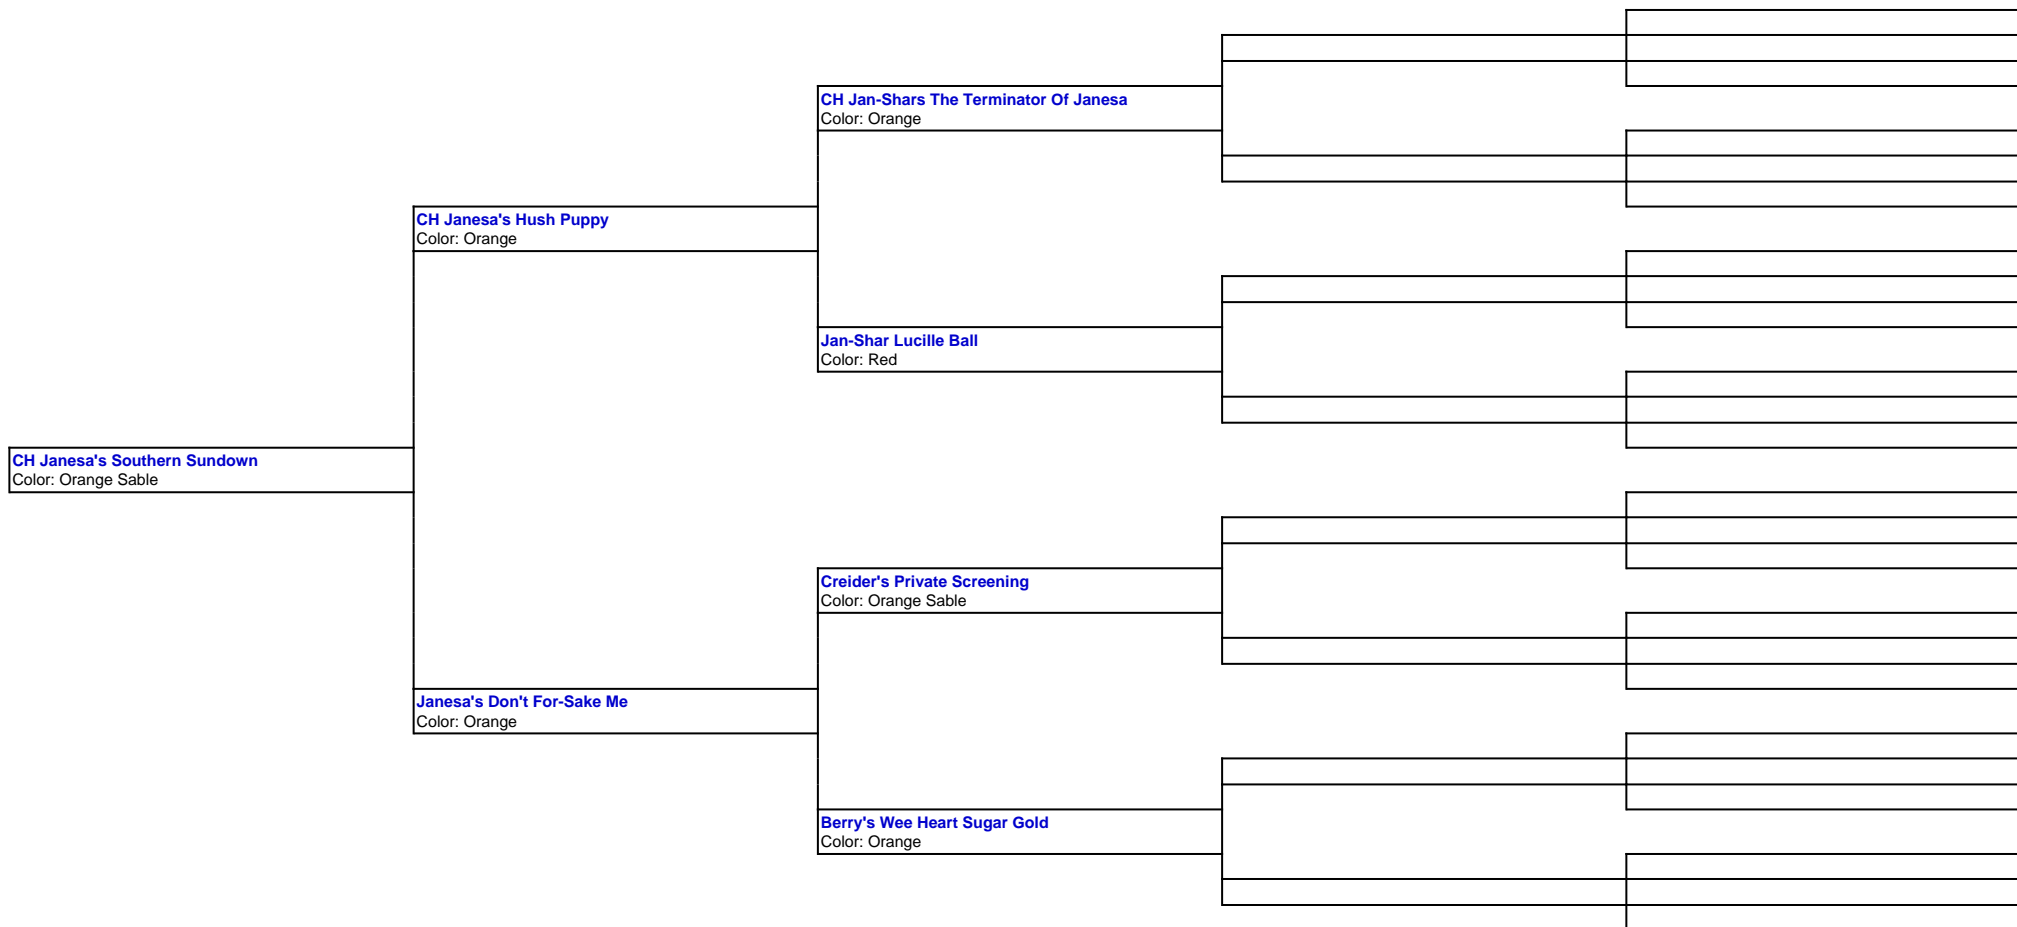 CH Jan-Shars The Terminator Of Janesa
Color: Orange
CH Janesa's Hush Puppy
Color: Orange
Jan-Shar Lucille Ball
Color: Red
CH Janesa's Southern Sundown
Color: Orange Sable
Creider's Private Screening
Color: Orange Sable
Janesa's Don't For-Sake Me
Color: Orange
Berry's Wee Heart Sugar Gold
Color: Orange